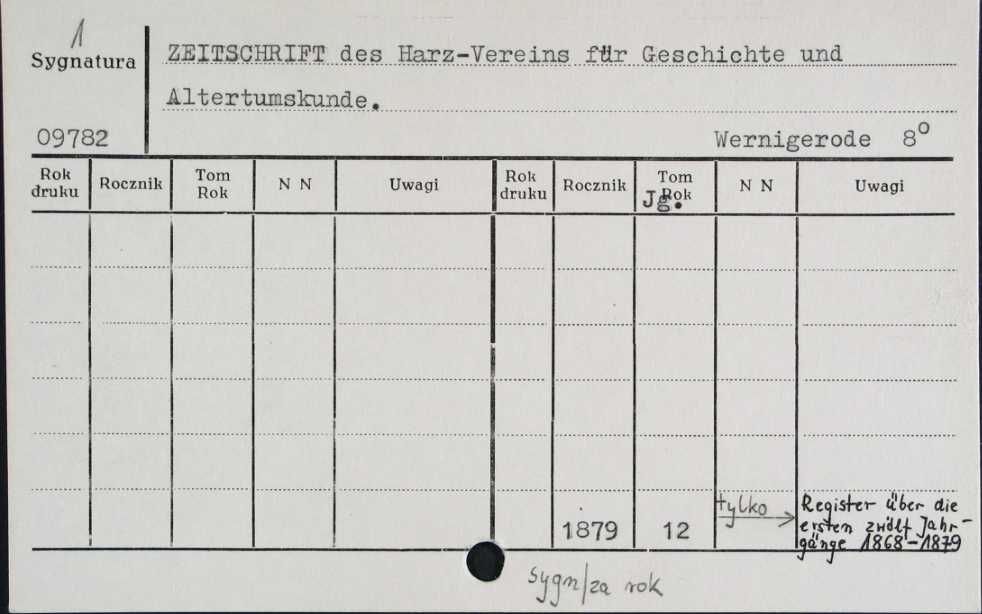 1
Sygnatura
ZEITSCHRIFT des Harz-Vereins für Geschichte und
Altertumskunde.
09782
Wernigerode 8°
Rok druku Rocznik Tom Rok N N Uwagi Rok druku Rocznik Tom Rok N N Uwagi
Jg.
1879 12 tylko → Register über die
ersten zwölf Jahr-
gänge 1868-1879
sygn/za rok